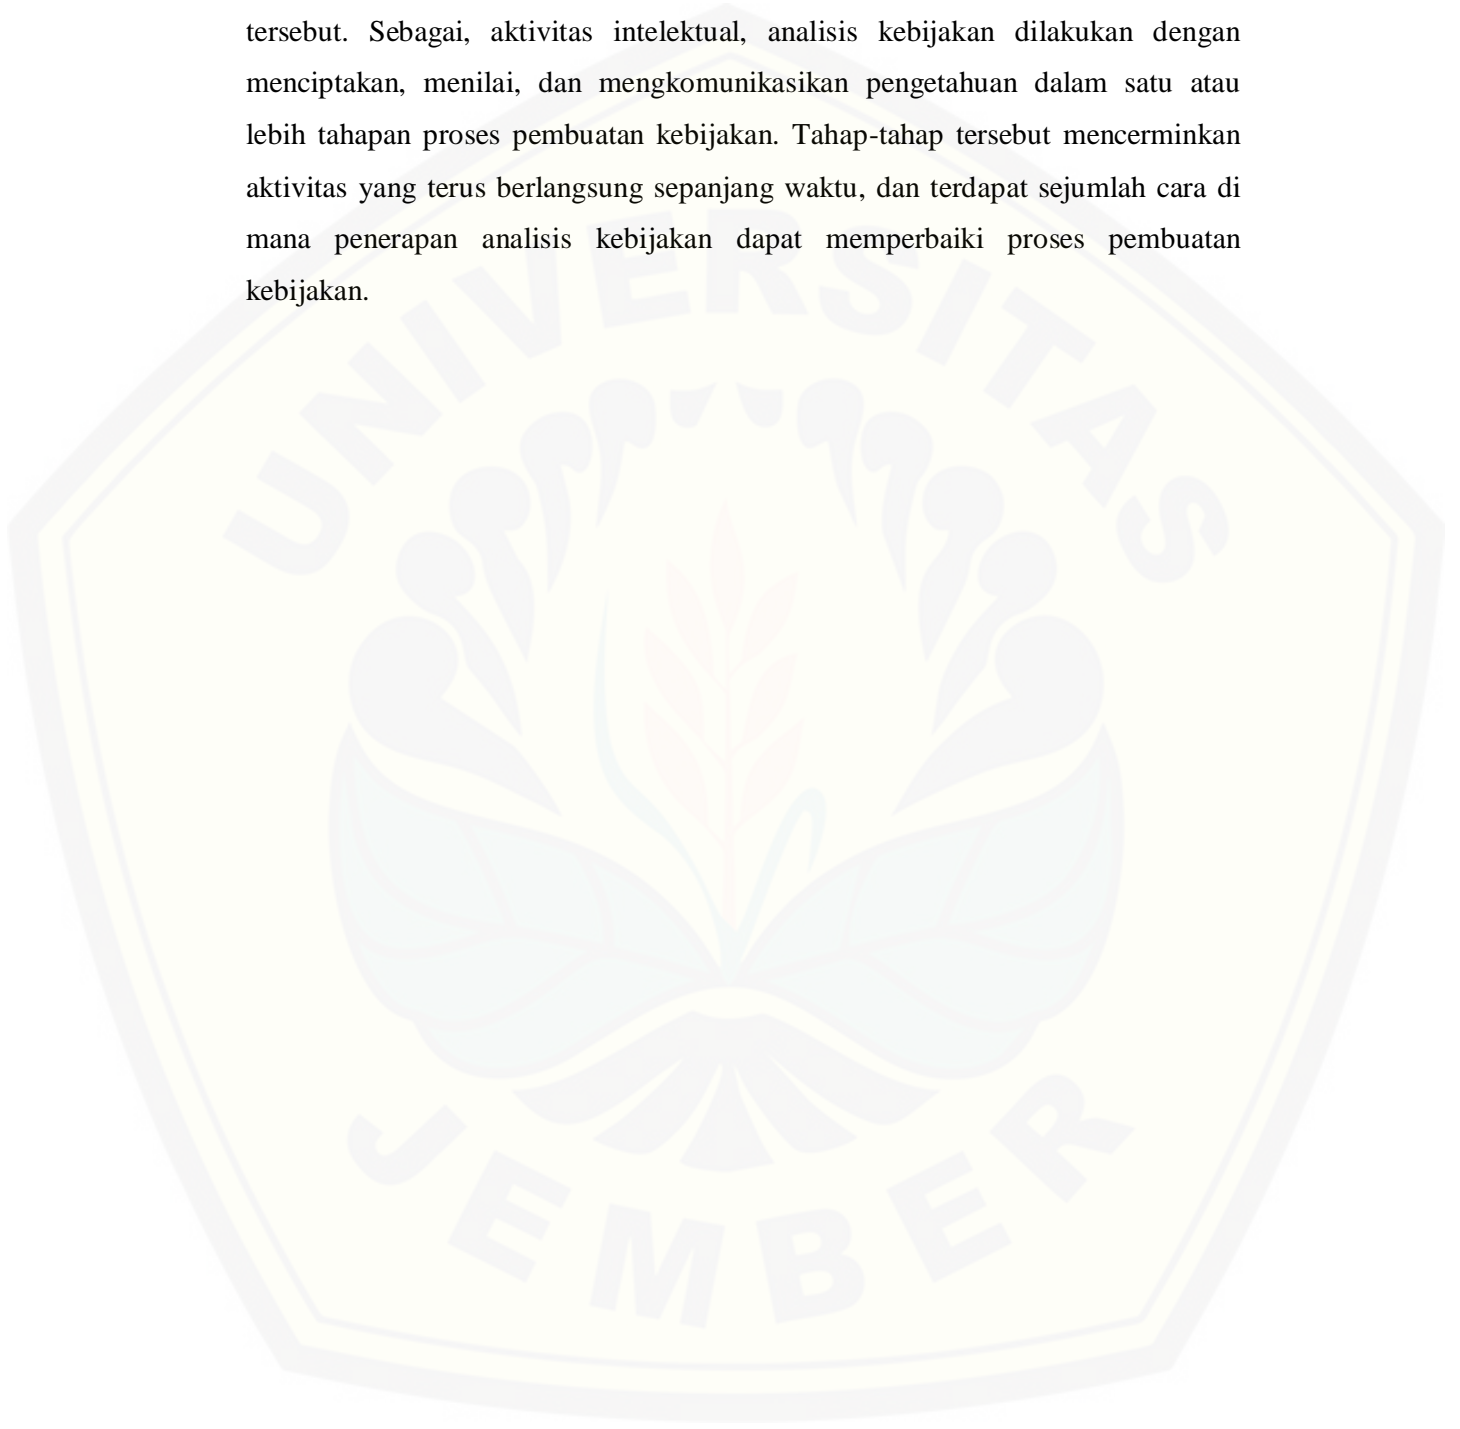 tersebut. Sebagai, aktivitas intelektual, analisis kebijakan dilakukan dengan
menciptakan, menilai, dan mengkomunikasikan pengetahuan dalam satu atau
lebih tahapan proses pembuatan kebijakan. Tahap-tahap tersebut mencerminkan
aktivitas yang terus berlangsung sepanjang waktu, dan terdapat sejumlah cara di
mana penerapan analisis kebijakan dapat memperbaiki proses pembuatan
kebijakan.
UNIVERSITAS
JEMBER